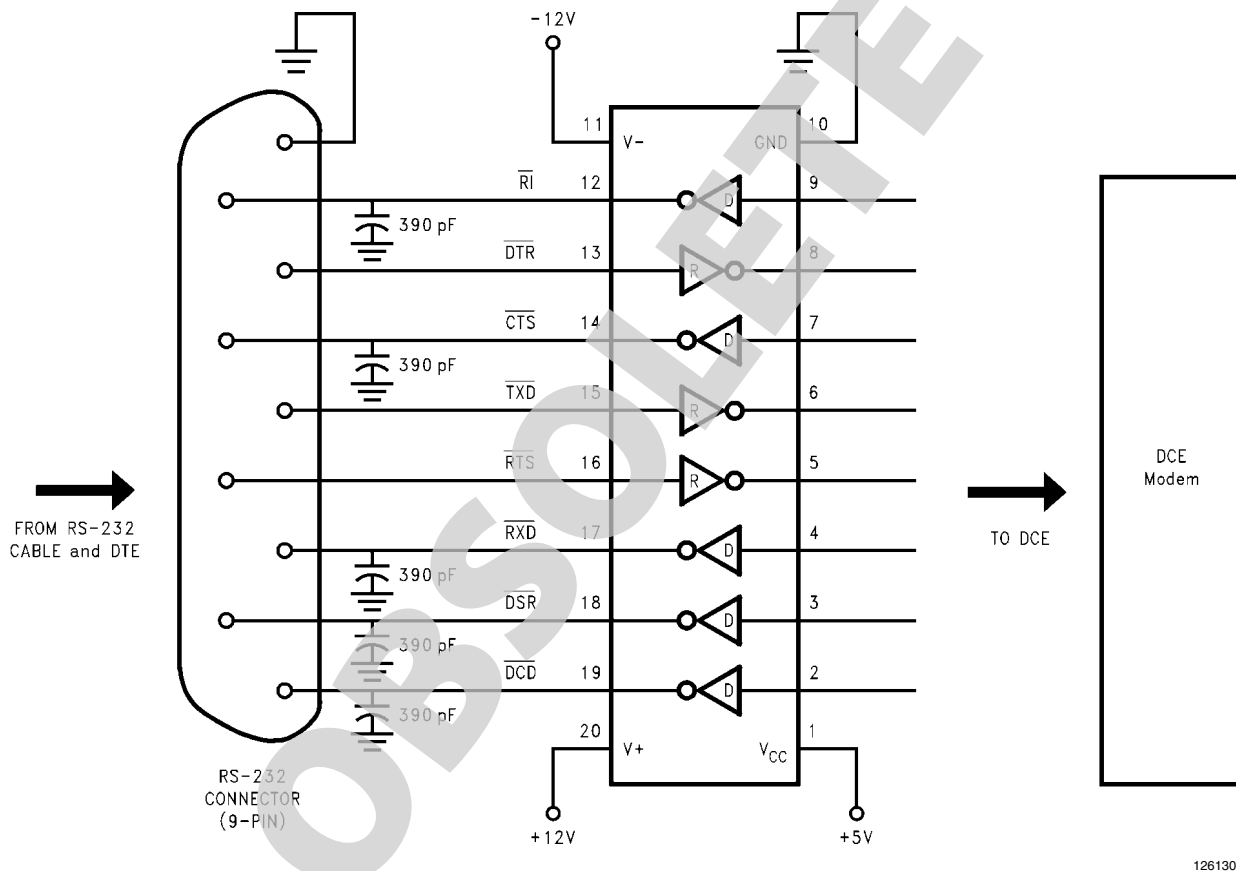 -12V
11
V-
GND
10
RI
12
D
9
390 pF
DTR
13
R
8
CTS
14
D
7
390 pF
TXD
15
R
6
RTS
16
R
5
FROM RS-232
CABLE and DTE
TO DCE
DCE
Modem
RXD
17
D
4
390 pF
DSR
18
D
3
390 pF
DCD
19
D
2
390 pF
20
V+
VCC
1
RS-232
CONNECTOR
(9-PIN)
+12V
+5V
OBSOLETE
126130